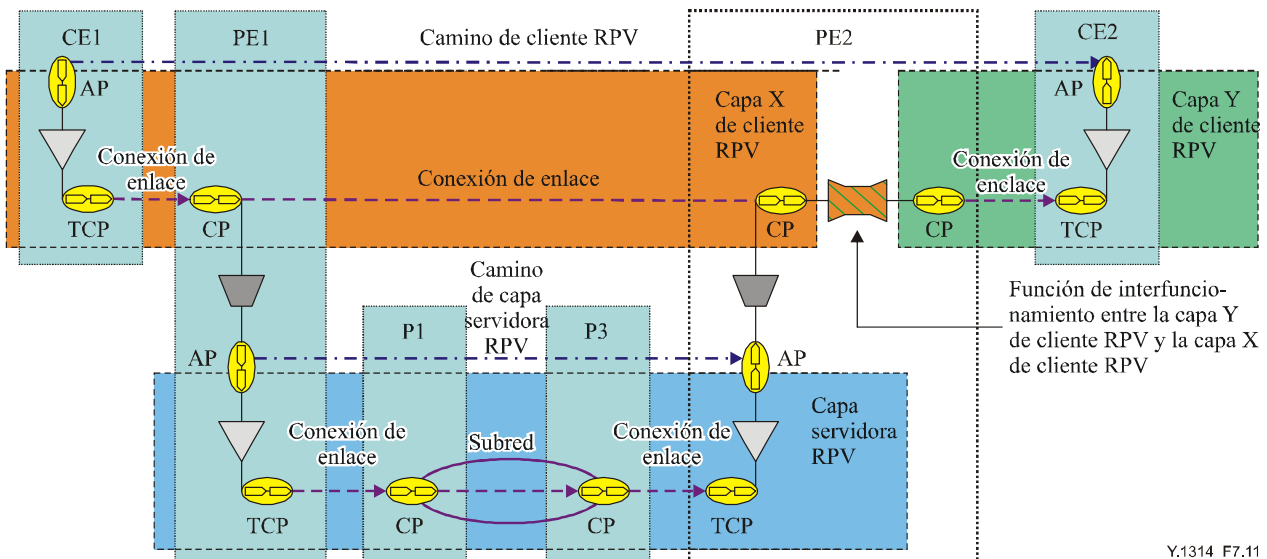 CE1
PE1
Camino de cliente RPV
PE2
CE2
AP
AP
Capa X
de cliente
RPV
Capa Y
de cliente
RPV
Conexión de
enlace
Conexión de enlace
Conexión de
enclace
TCP
CP
CP
CP
TCP
Camino
de capa
servidora
RPV
Función de interfuncio-
namiento entre la capa Y
de cliente RPV y la capa X
de cliente RPV
P1
P3
AP
AP
Capa
servidora
RPV
Conexión de
enlace
Subred
Conexión de
enlace
TCP
CP
CP
TCP
Y.1314_F7.11